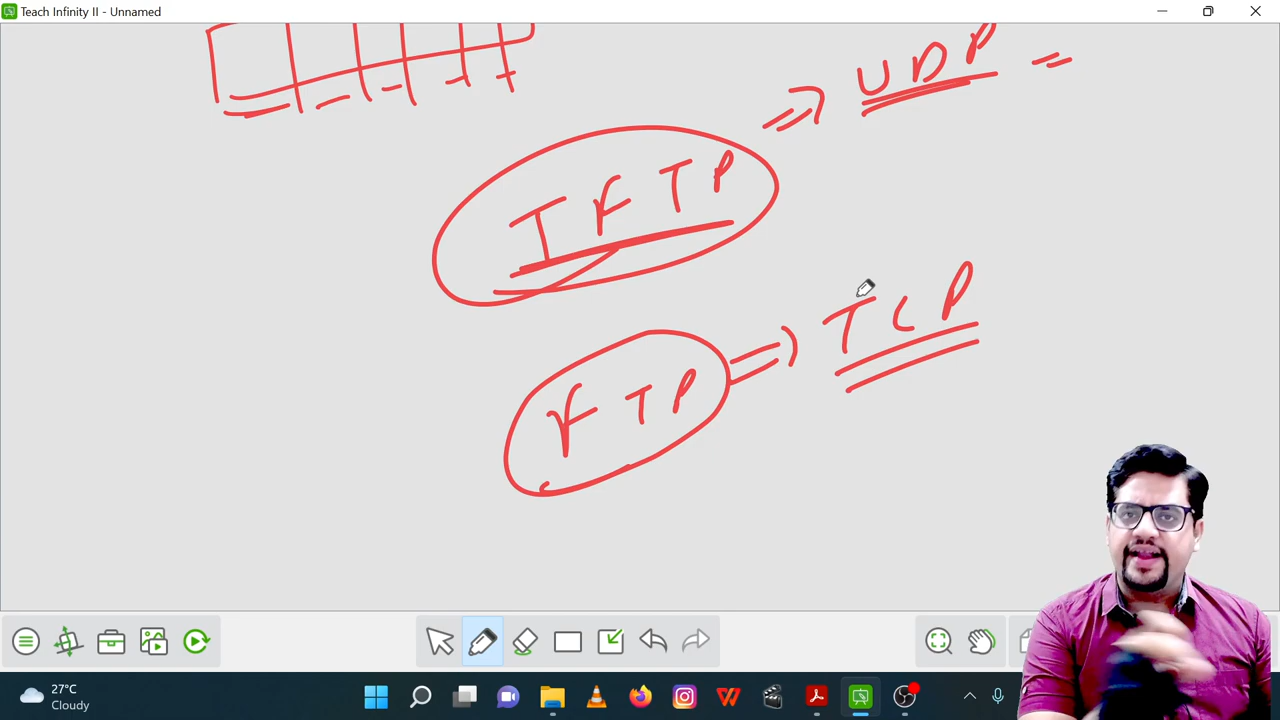 Teach Infinity II - Unnamed
UDP =
TFTP ⇒
FTP ⇒ TCP
27°C
Cloudy